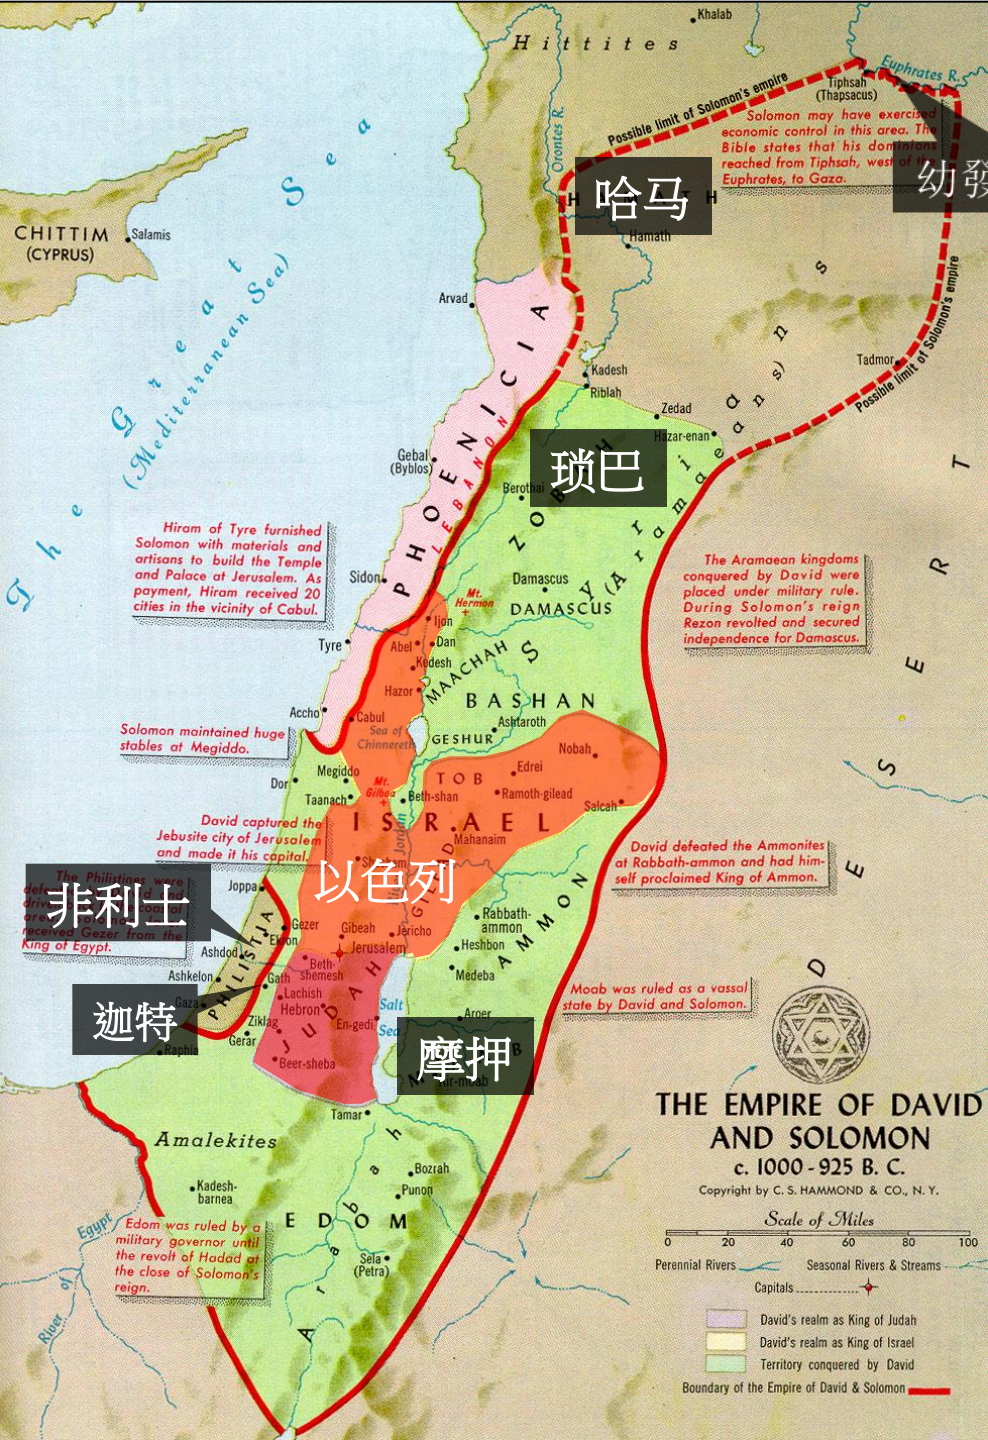 Khalab
Hittites
Euphrates R.
Tiphsah
(Thapsacus)
Possible limit of Solomon's empire
Orontes R.
Solomon may have exercised
economic control in this area. The
Bible states that his dominions
reached from Tiphsah, west of the
Euphrates, to Gaza.
幼發
哈马
H M T H
Hamath
CHITTIM
(CYPRUS)
Salamis
The Great Sea
(Mediterranean Sea)
Arvad
PHOENICIA
LEBANON
Kadesh
Riblah
Zedad
Hazar-enan
Tadmor
Possible limit of Solomon's empire
Gebal
(Byblos)
琐巴
Berothai
ZOB H
Syr i ans
(Aramaeans)
DESERT
Hiram of Tyre furnished
Solomon with materials and
artisans to build the Temple
and Palace at Jerusalem. As
payment, Hiram received 20
cities in the vicinity of Cabul.
Sidon
Damascus
DAMASCUS
Mt.
Hermon
The Aramaean kingdoms
conquered by David were
placed under military rule.
During Solomon's reign
Rezon revolted and secured
independence for Damascus.
Ijon
Tyre
Abel
Dan
Kedesh
MAACHAH
Hazor
BASHAN
Accho
Cabul
Ashtaroth
Sea of
Chinnereth
GESHUR
Solomon maintained huge
stables at Megiddo.
Nobah
Edrei
TOB
Megiddo
Dor
Mt.
Gilboa
Taanach
Beth-shan
Ramoth-gilead
Salcah
David captured the
Jebusite city of Jerusalem
and made it his capital.
ISRAEL
Jordan
Mahanaim
David defeated the Ammonites
at Rabbath-ammon and had him-
self proclaimed King of Ammon.
以色列
The Philistines were
received Gezer from the
King of Egypt.
非利士
Joppa
PHILISTIA
Gezer
Gibeah
Jericho
Rabbath-
ammon
AMMON
Ekron
Jerusalem
Heshbon
Ashdod
Beth-
shemesh
Medeba
Ashkelon
Gath
Lachish
JUDAH
Hebron
Salt
Sea
Moab was ruled as a vassal
state by David and Solomon.
Gaza
迦特
Ziklag
En-gedi
Aroer
Gerar
摩押
M B
Kir-moab
Raphia
Beer-sheba
Tamar
Amalekites
Arabah
Kadesh-
barnea
Bozrah
Punon
EDOM
River of Egypt
Edom was ruled by a
military governor until
the revolt of Hadad at
the close of Solomon's
reign.
Sela
(Petra)
THE EMPIRE OF DAVID
AND SOLOMON
c. 1000-925 B. C.
Copyright by C. S. HAMMOND & CO., N. Y.
Scale of Miles
0 20 40 60 80 100
Perennial Rivers
Seasonal Rivers & Streams
Capitals
David's realm as King of Judah
David's realm as King of Israel
Territory conquered by David
Boundary of the Empire of David & Solomon